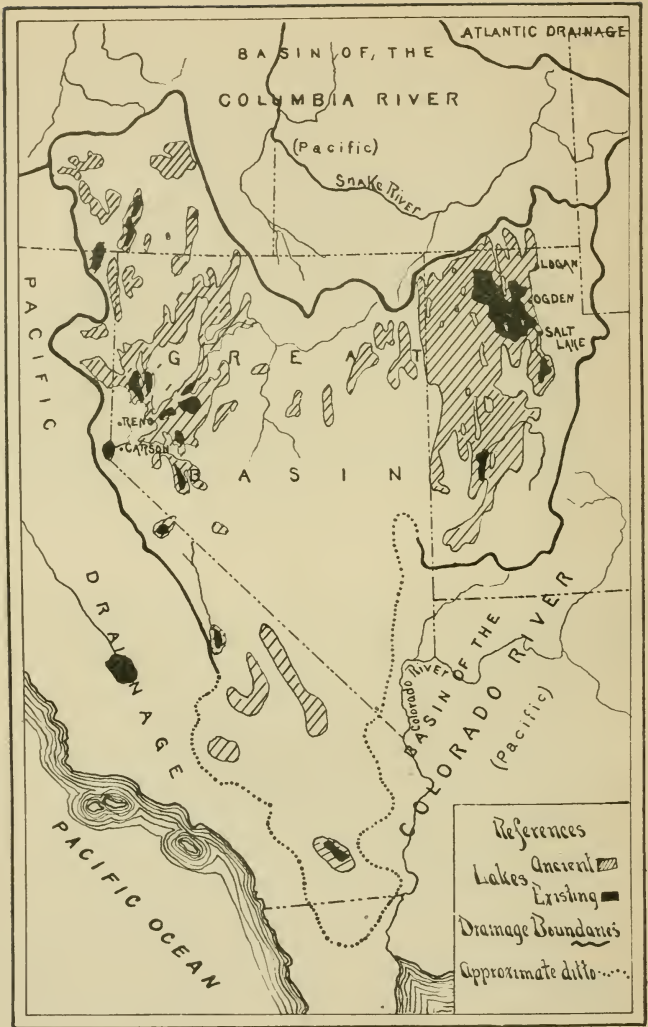 ATLANTIC DRAINAGE
BASIN OF THE
COLUMBIA RIVER
(Pacific)
Snake River
LOGAN
OGDEN
SALT
LAKE
PACIFIC
DRAINAGE
GREAT
BASIN
RENO
CARSON
Colorado River
BASIN OF THE
COLORADO RIVER
(Pacific)
PACIFIC OCEAN
References
Lakes Ancient
Existing
Drainage Boundaries
Approximate ditto